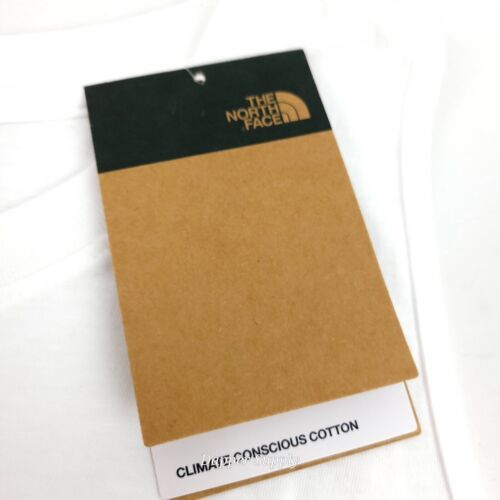 THE
NORTH
FACE
CLIMATE CONSCIOUS COTTON